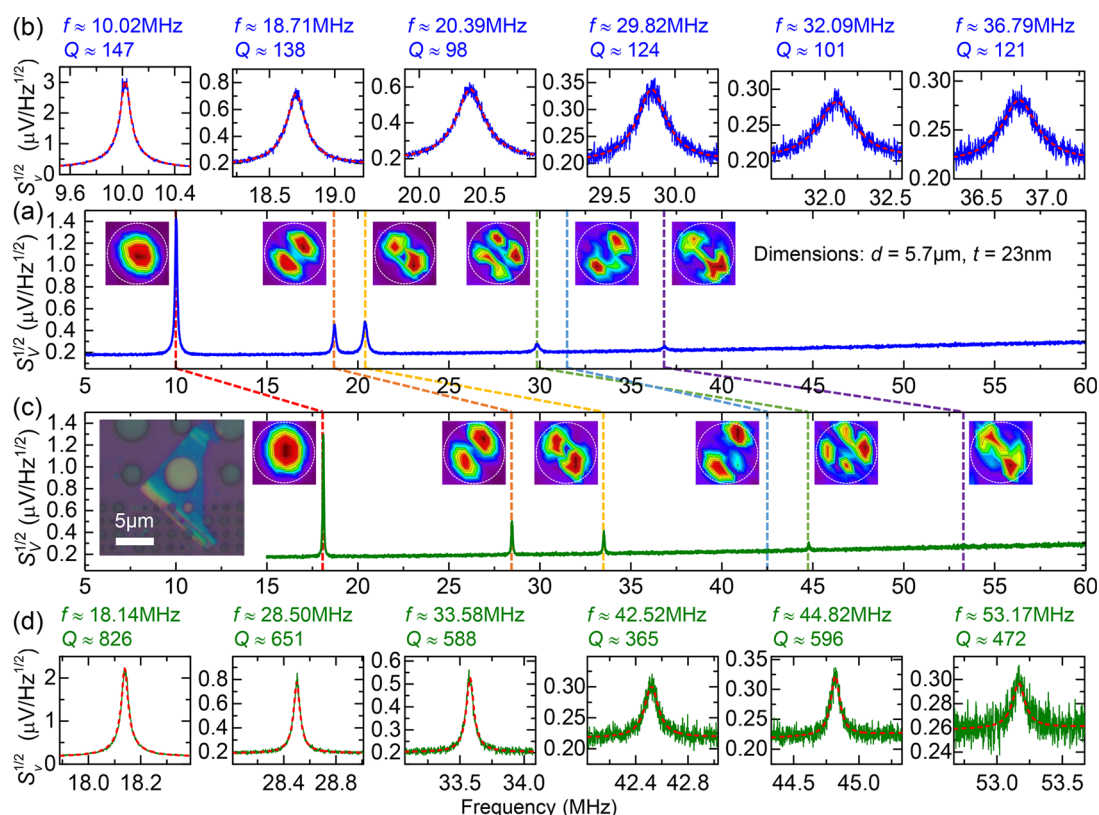 (b)
f ≈ 10.02MHz
Q ≈ 147
f ≈ 18.71MHz
Q ≈ 138
f ≈ 20.39MHz
Q ≈ 98
f ≈ 29.82MHz
Q ≈ 124
f ≈ 32.09MHz
Q ≈ 101
f ≈ 36.79MHz
Q ≈ 121
S_v^1/2 (μV/Hz^1/2)
3
2
1
0
9.6 10.0 10.4
0.8
0.6
0.4
0.2
18.5 19.0
0.6
0.4
0.2
20.0 20.5
0.35
0.30
0.25
0.20
29.5 30.0
0.30
0.25
0.20
32.0 32.5
0.30
0.25
0.20
36.5 37.0
(a)
S_V^1/2 (μV/Hz^1/2)
1.4
1.2
1.0
0.8
0.6
0.4
0.2
Dimensions: d = 5.7μm, t = 23nm
5 10 15 20 25 30 35 40 45 50 55 60
(c)
S_V^1/2 (μV/Hz^1/2)
1.4
1.2
1.0
0.8
0.6
0.4
0.2
5μm
5 10 15 20 25 30 35 40 45 50 55 60
(d)
f ≈ 18.14MHz
Q ≈ 826
f ≈ 28.50MHz
Q ≈ 651
f ≈ 33.58MHz
Q ≈ 588
f ≈ 42.52MHz
Q ≈ 365
f ≈ 44.82MHz
Q ≈ 596
f ≈ 53.17MHz
Q ≈ 472
S_v^1/2 (μV/Hz^1/2)
2
1
0
18.0 18.2
0.8
0.6
0.4
0.2
28.5 29.0
0.6
0.5
0.4
0.3
0.2
33.5 34.0
0.30
0.25
0.20
42.4 42.8
0.35
0.30
0.25
0.20
44.5 45.0
0.32
0.30
0.28
0.26
0.24
53.0 53.5
Frequency (MHz)